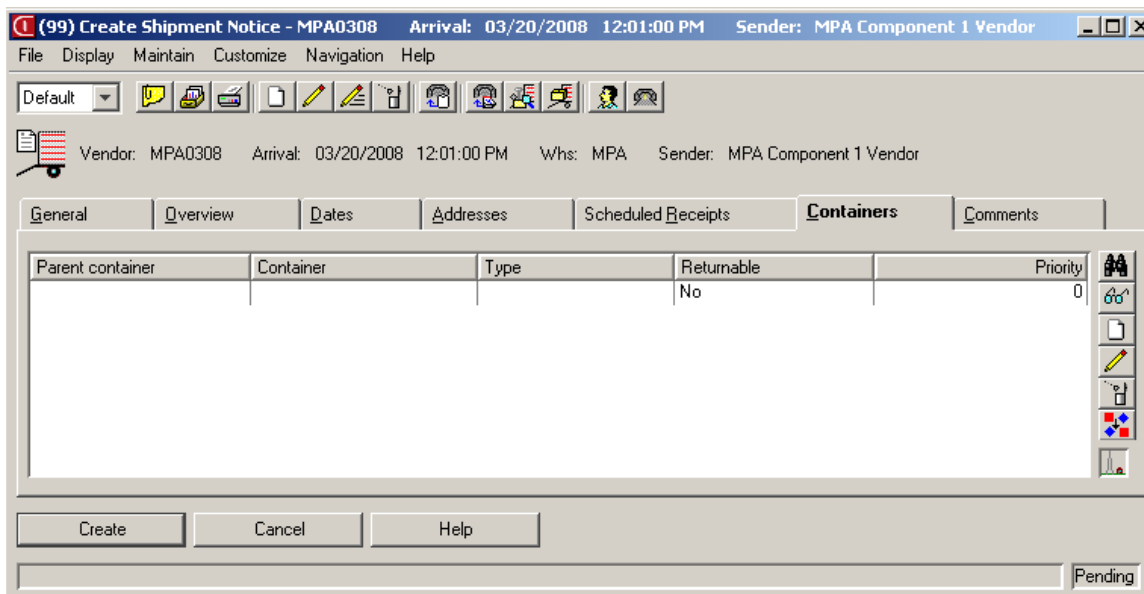 (99) Create Shipment Notice - MPA0308 Arrival: 03/20/2008 12:01:00 PM Sender: MPA Component 1 Vendor
File Display Maintain Customize Navigation Help
Default
Vendor: MPA0308 Arrival: 03/20/2008 12:01:00 PM Whs: MPA Sender: MPA Component 1 Vendor
General Overview Dates Addresses Scheduled Receipts Containers Comments
Parent container Container Type Returnable Priority
No 0
Create Cancel Help
Pending